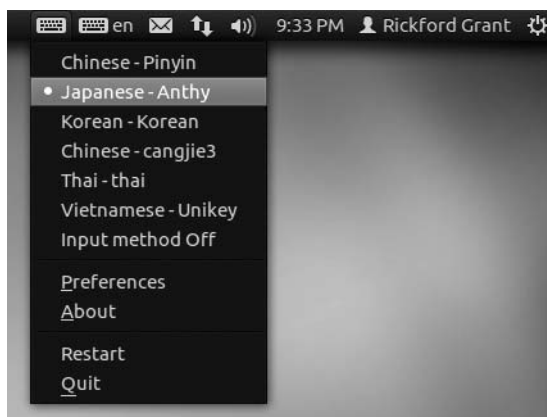 en 9:33 PM Rickford Grant
Chinese - Pinyin
Japanese - Anthy
Korean - Korean
Chinese - cangjie3
Thai - thai
Vietnamese - Unikey
Input method Off
Preferences
About
Restart
Quit